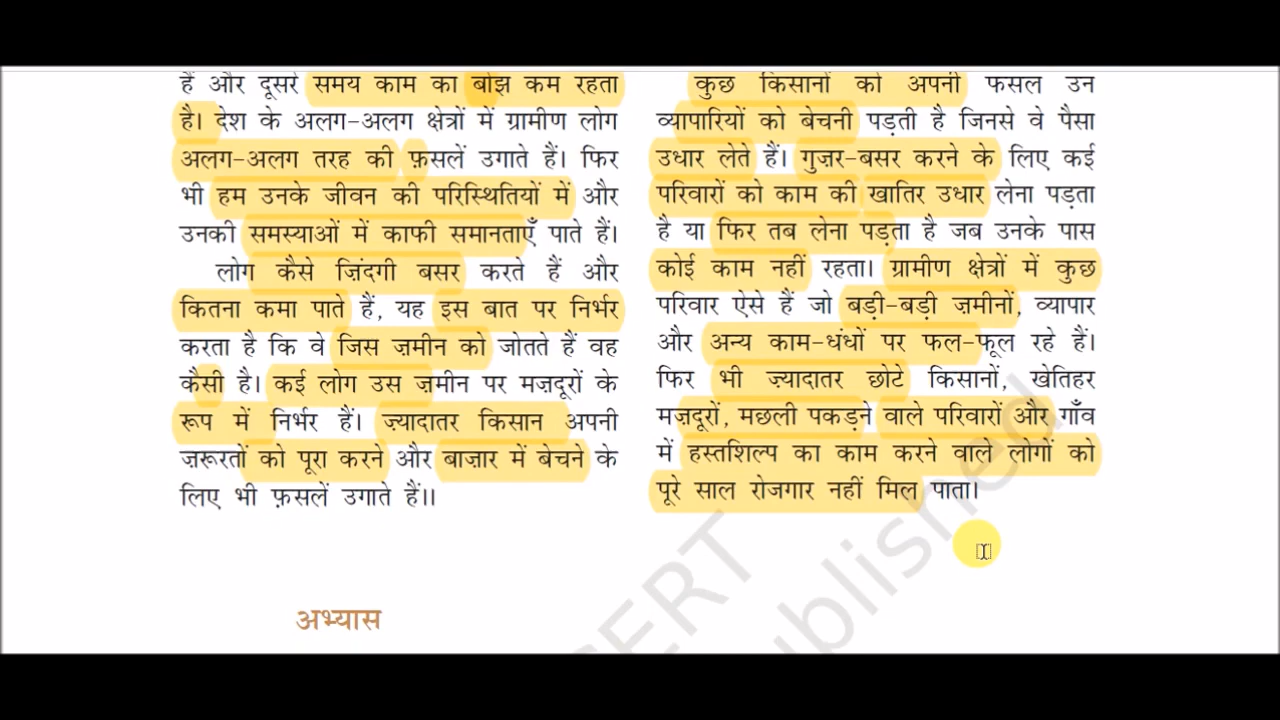 हैं और दूसरे समय काम का बोझ कम रहता
है। देश के अलग-अलग क्षेत्रों में ग्रामीण लोग
अलग-अलग तरह की फ़सलें उगाते हैं। फिर
भी हम उनके जीवन की परिस्थितियों में और
उनकी समस्याओं में काफी समानताएँ पाते हैं।
लोग कैसे ज़िंदगी बसर करते हैं और
कितना कमा पाते हैं, यह इस बात पर निर्भर
करता है कि वे जिस ज़मीन को जोतते हैं वह
कैसी है। कई लोग उस ज़मीन पर मज़दूरों के
रूप में निर्भर हैं। ज़्यादातर किसान अपनी
ज़रूरतों को पूरा करने और बाज़ार में बेचने के
लिए भी फ़सलें उगाते हैं।।
कुछ किसानों को अपनी फसल उन
व्यापारियों को बेचनी पड़ती है जिनसे वे पैसा
उधार लेते हैं। गुज़र-बसर करने के लिए कई
परिवारों को काम की खातिर उधार लेना पड़ता
है या फिर तब लेना पड़ता है जब उनके पास
कोई काम नहीं रहता। ग्रामीण क्षेत्रों में कुछ
परिवार ऐसे हैं जो बड़ी-बड़ी ज़मीनों, व्यापार
और अन्य काम-धंधों पर फल-फूल रहे हैं।
फिर भी ज़्यादातर छोटे किसानों, खेतिहर
मज़दूरों, मछली पकड़ने वाले परिवारों और गाँव
में हस्तशिल्प का काम करने वाले लोगों को
पूरे साल रोजगार नहीं मिल पाता।
अभ्यास